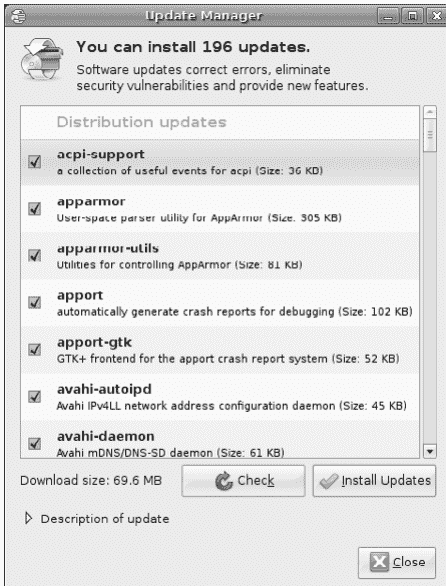 Update Manager
You can install 196 updates.
Software updates correct errors, eliminate
security vulnerabilities and provide new features.
Distribution updates
acpi-support
a collection of useful events for acpi (Size: 36 KB)
apparmor
User-space parser utility for AppArmor (Size: 305 KB)
apparmor-utils
Utilities for controlling AppArmor (Size: 81 KB)
apport
automatically generate crash reports for debugging (Size: 102 KB)
apport-gtk
GTK+ frontend for the apport crash report system (Size: 52 KB)
avahi-autoipd
Avahi IPv4LL network address configuration daemon (Size: 45 KB)
avahi-daemon
Avahi mDNS/DNS-SD daemon (Size: 61 KB)
Download size: 69.6 MB
Check
Install Updates
Description of update
Close